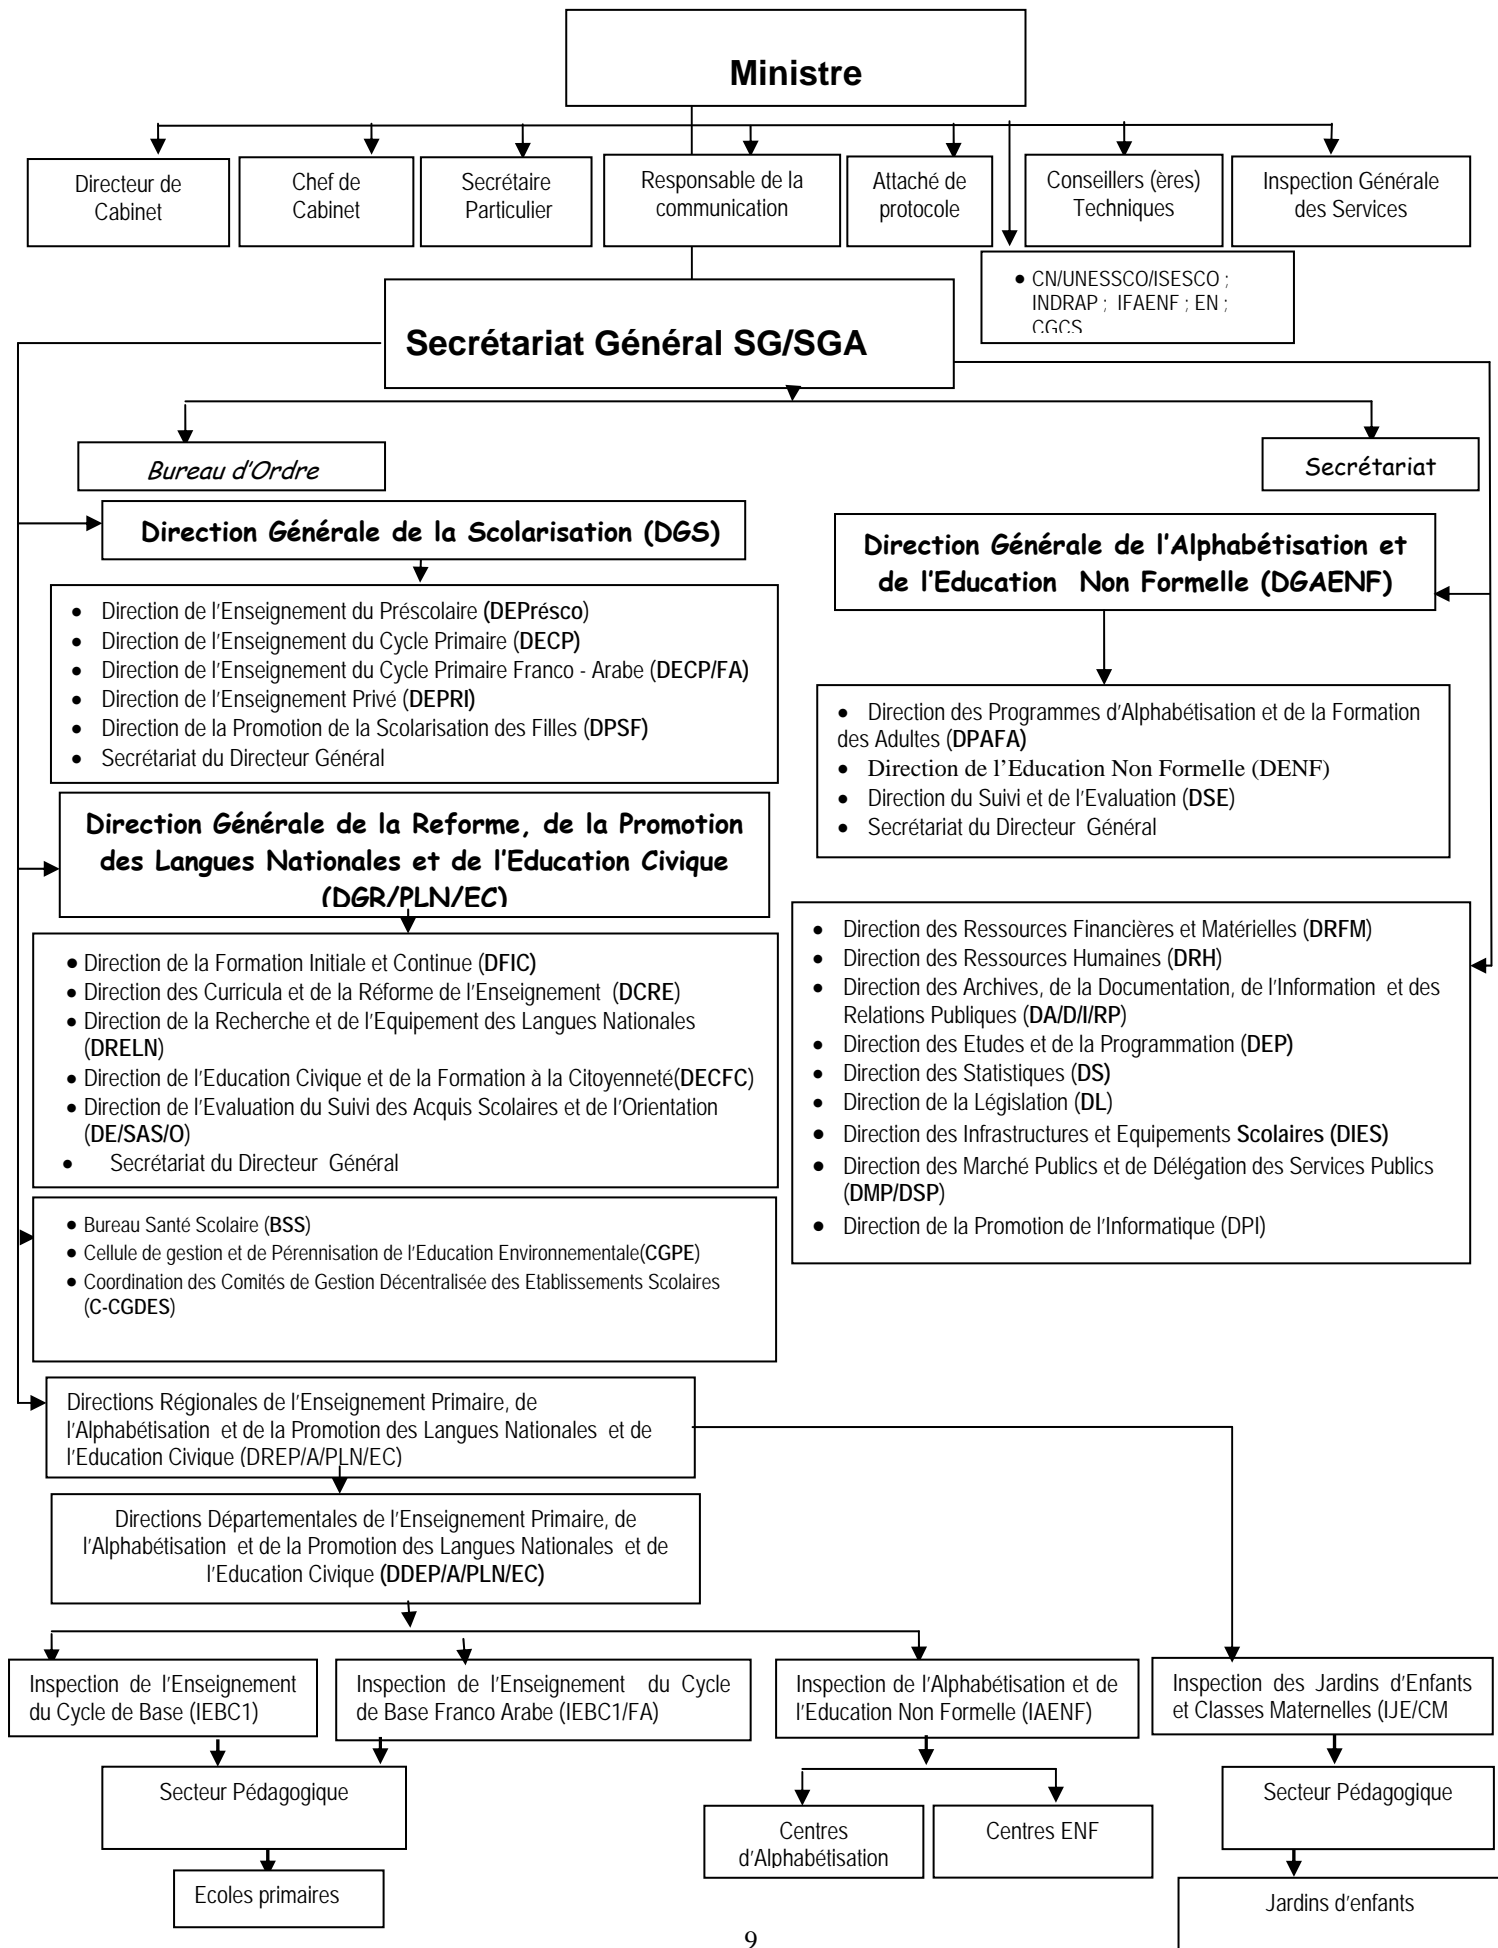 Ministre
Directeur de
Cabinet
Chef de
Cabinet
Secrétaire
Particulier
Responsable de la
communication
Attaché de
protocole
Conseillers (ères)
Techniques
Inspection Générale
des Services
• CN/UNESSCO/ISESCO ;
INDRAP ; IFAENF ; EN ;
CGCS
Secrétariat Général SG/SGA
Bureau d'Ordre
Secrétariat
Direction Générale de la Scolarisation (DGS)
• Direction de l'Enseignement du Préscolaire (DEPrésco)
• Direction de l'Enseignement du Cycle Primaire (DECP)
• Direction de l'Enseignement du Cycle Primaire Franco - Arabe (DECP/FA)
• Direction de l'Enseignement Privé (DEPRI)
• Direction de la Promotion de la Scolarisation des Filles (DPSF)
• Secrétariat du Directeur Général
Direction Générale de l'Alphabétisation et
de l'Education Non Formelle (DGAENF)
• Direction des Programmes d'Alphabétisation et de la Formation
des Adultes (DPAFA)
• Direction de l'Education Non Formelle (DENF)
• Direction du Suivi et de l'Evaluation (DSE)
• Secrétariat du Directeur Général
Direction Générale de la Reforme, de la Promotion
des Langues Nationales et de l'Education Civique
(DGR/PLN/EC)
• Direction de la Formation Initiale et Continue (DFIC)
• Direction des Curricula et de la Réforme de l'Enseignement (DCRE)
• Direction de la Recherche et de l'Equipement des Langues Nationales
(DRELN)
• Direction de l'Education Civique et de la Formation à la Citoyenneté(DECFC)
• Direction de l'Evaluation du Suivi des Acquis Scolaires et de l'Orientation
(DE/SAS/O)
• Secrétariat du Directeur Général
• Direction des Ressources Financières et Matérielles (DRFM)
• Direction des Ressources Humaines (DRH)
• Direction des Archives, de la Documentation, de l'Information et des
Relations Publiques (DA/D/I/RP)
• Direction des Etudes et de la Programmation (DEP)
• Direction des Statistiques (DS)
• Direction de la Législation (DL)
• Direction des Infrastructures et Equipements Scolaires (DIES)
• Direction des Marché Publics et de Délégation des Services Publics
(DMP/DSP)
• Direction de la Promotion de l'Informatique (DPI)
• Bureau Santé Scolaire (BSS)
• Cellule de gestion et de Pérennisation de l'Education Environnementale(CGPE)
• Coordination des Comités de Gestion Décentralisée des Etablissements Scolaires
(C-CGDES)
Directions Régionales de l'Enseignement Primaire, de
l'Alphabétisation et de la Promotion des Langues Nationales et de
l'Education Civique (DREP/A/PLN/EC)
Directions Départementales de l'Enseignement Primaire, de
l'Alphabétisation et de la Promotion des Langues Nationales et de
l'Education Civique (DDEP/A/PLN/EC)
Inspection de l'Enseignement
du Cycle de Base (IEBC1)
Inspection de l'Enseignement du Cycle
de Base Franco Arabe (IEBC1/FA)
Inspection de l'Alphabétisation et de
l'Education Non Formelle (IAENF)
Inspection des Jardins d'Enfants
et Classes Maternelles (IJE/CM
Secteur Pédagogique
Secteur Pédagogique
Centres
d'Alphabétisation
Centres ENF
Ecoles primaires
Jardins d'enfants
9